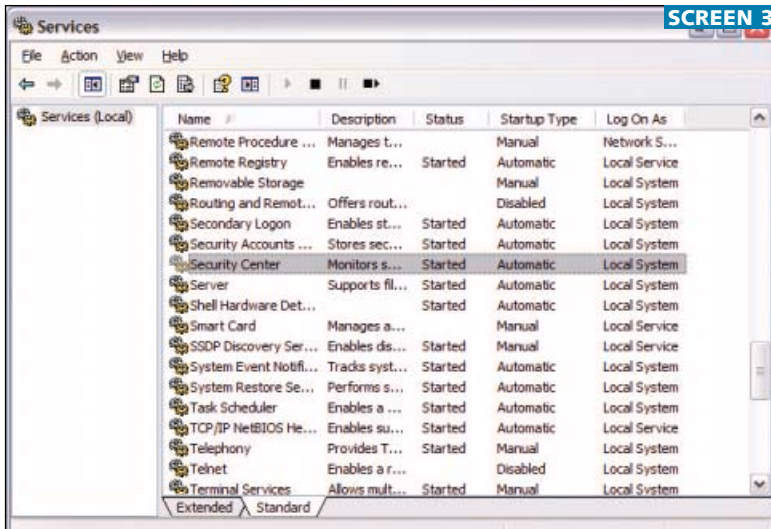 SCREEN 3
Services
File Action View Help
Services (Local)
Name Description Status Startup Type Log On As
Remote Procedure ... Manages t... Manual Network S...
Remote Registry Enables re... Started Automatic Local Service
Removable Storage Manual Local System
Routing and Remot... Offers rout... Disabled Local System
Secondary Logon Enables st... Started Automatic Local System
Security Accounts ... Stores sec... Started Automatic Local System
Security Center Monitors s... Started Automatic Local System
Server Supports fil... Started Automatic Local System
Shell Hardware Det... Started Automatic Local System
Smart Card Manages a... Manual Local Service
SSDP Discovery Ser... Enables dis... Started Manual Local Service
System Event Notifi... Tracks syst... Started Automatic Local System
System Restore Se... Performs s... Started Automatic Local System
Task Scheduler Enables a ... Started Automatic Local System
TCP/IP NetBIOS He... Enables su... Started Automatic Local Service
Telephony Provides T... Started Manual Local System
Telnet Enables a r... Disabled Local System
Terminal Services Allows mult... Started Manual Local System
Extended Standard